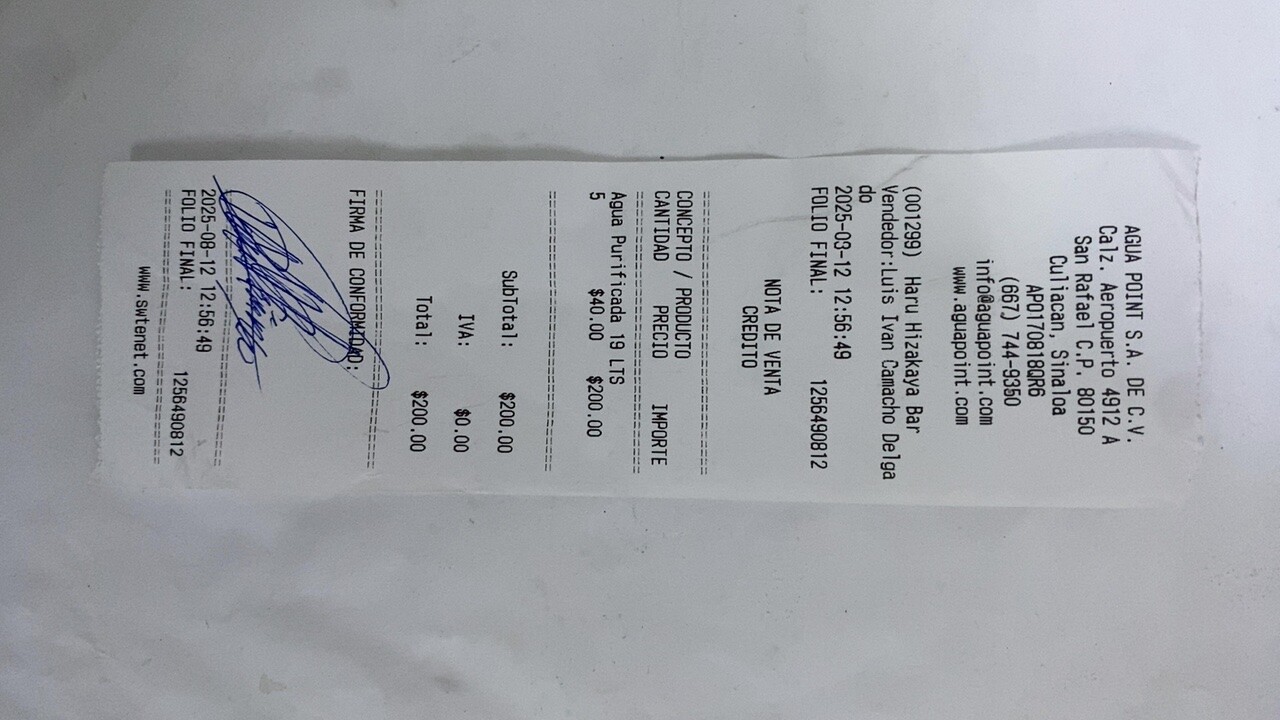 AGUA POINT S.A. DE C.V.
Calz. Aeropuerto 4912 A
San Rafael C.P. 80150
Culiacan, Sinaloa
APO170818QR6
(667) 744-9350
info@aguapoint.com
www.aguapoint.com
(001299) Haru Hizakaya Bar
Vendedor:Luis Ivan Camacho Delga
do
2025-03-12 12:56:49
FOLIO FINAL: 1256490812
NOTA DE VENTA
CREDITO
CONCEPTO / PRODUCTO
CANTIDAD PRECIO IMPORTE
Agua Purificada 19 LTS
5 $40.00 $200.00
SubTotal: $200.00
IVA: $0.00
Total: $200.00
FIRMA DE CONFORMIDAD:
2025-08-12 12:56:49
FOLIO FINAL: 1256490812
www.swtenet.com